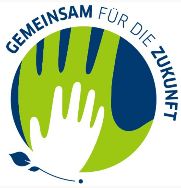 GEMEINSAM FÜR DIE ZUKUNFT